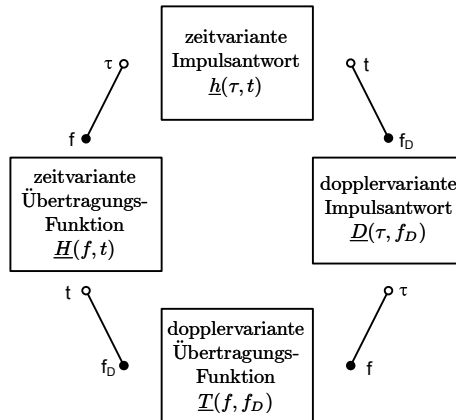 zeitvariante
Impulsantwort
h(τ, t)
τ
t
f
f_D
zeitvariante
Übertragungs-
Funktion
H(f, t)
dopplervariante
Impulsantwort
D(τ, f_D)
t
τ
f_D
f
dopplervariante
Übertragungs-
Funktion
T(f, f_D)